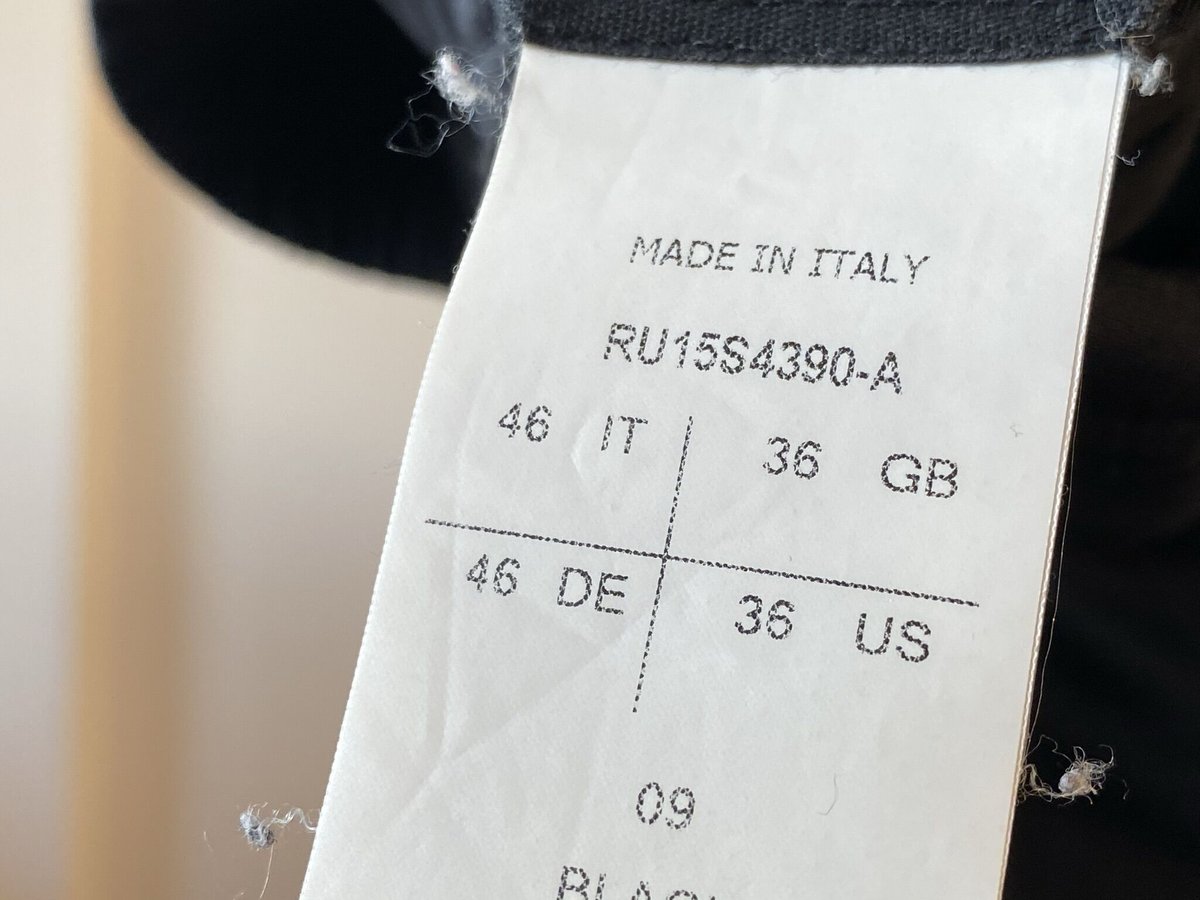 MADE IN ITALY
RU15S4390-A
46 IT 36 GB
46 DE 36 US
09